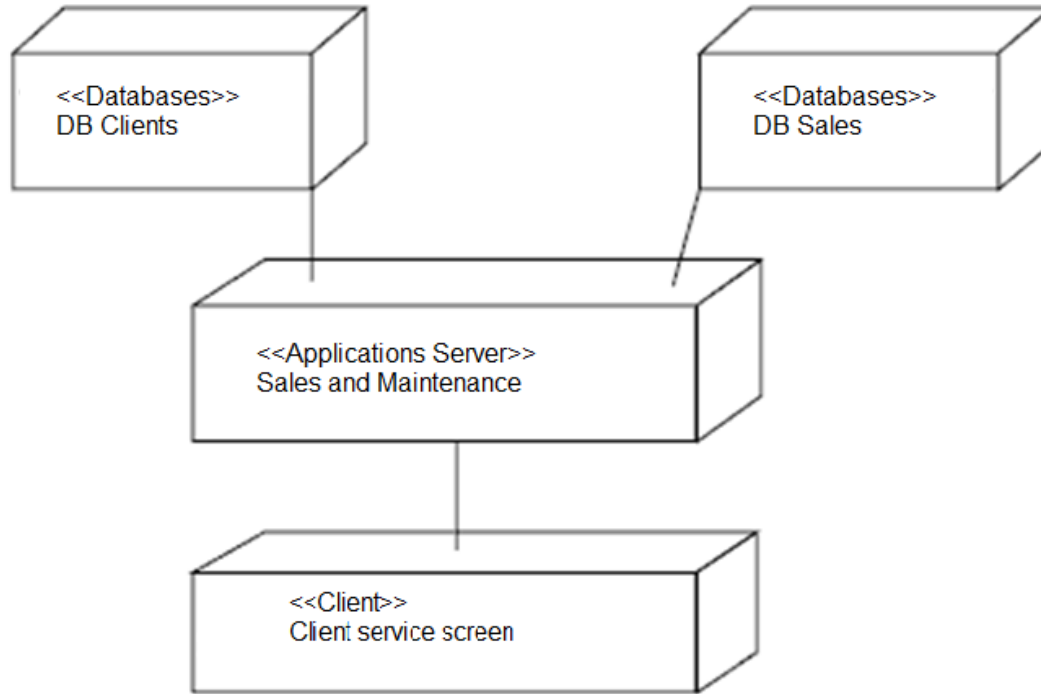 <<Databases>>
DB Clients
<<Databases>>
DB Sales
<<Applications Server>>
Sales and Maintenance
<<Client>>
Client service screen